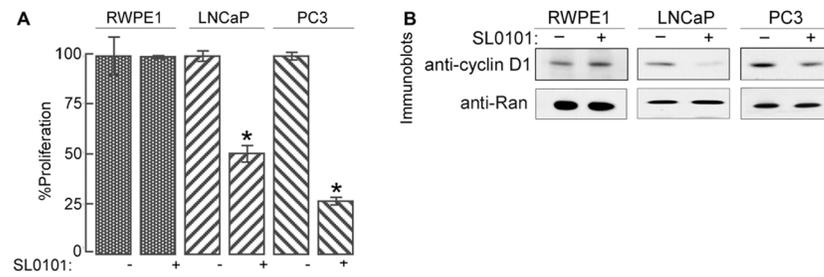 A
RWPE1 LNCaP PC3
100
75
50
25
0
%Proliferation
* *
SL0101: - + - + - +
B
RWPE1 LNCaP PC3
SL0101: – + – + – +
Immunoblots
anti-cyclin D1
anti-Ran